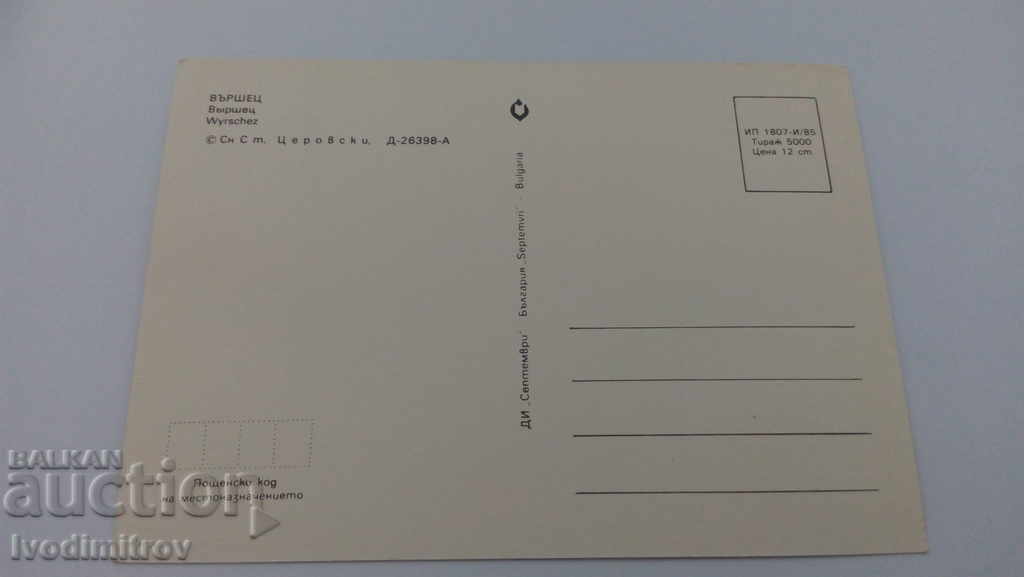 ВЪРШЕЦ
Выршец
Wyrschez
© Сн Ст. Церовски, Д-26398-А
ДИ „Септември" България „Septemvri" - Bulgaria
ИП 1807-И/85
Тираж 5000
Цена 12 ст.
Пощенски код
на местоназначението
BALKAN
auction
Ivodimitrov